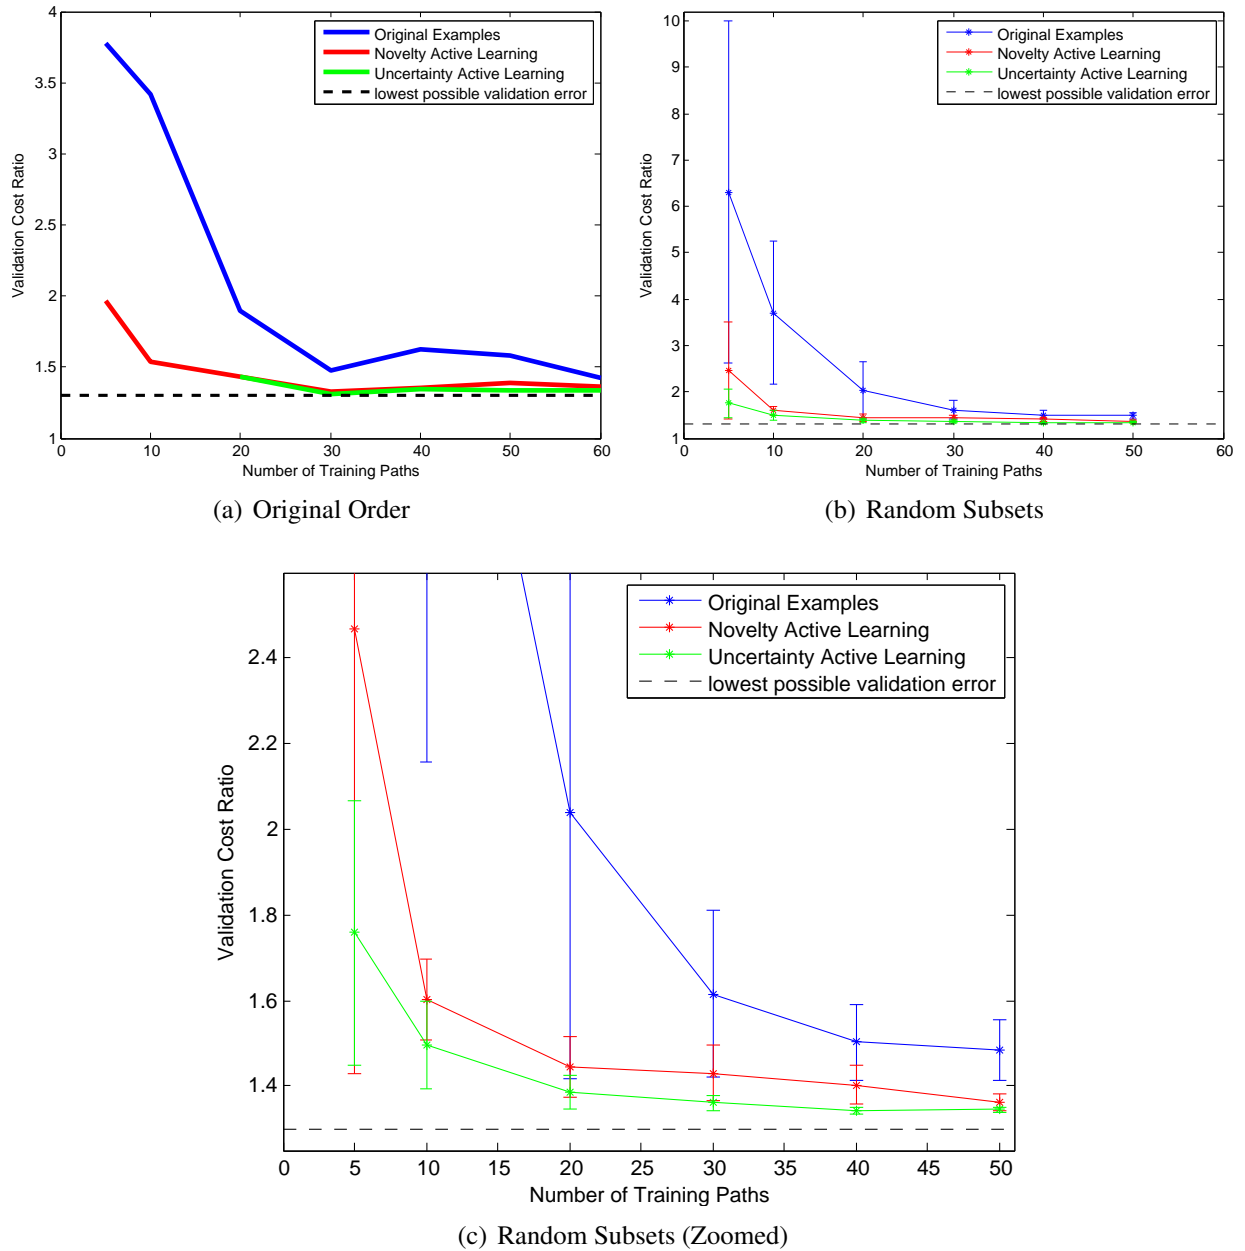 4
3.5
3
2.5
2
1.5
1
0
10
20
30
40
50
60
Validation Cost Ratio
Number of Training Paths
Original Examples
Novelty Active Learning
Uncertainty Active Learning
lowest possible validation error
(a) Original Order
10
9
8
7
6
5
4
3
2
1
0
10
20
30
40
50
60
Validation Cost Ratio
Number of Training Paths
Original Examples
Novelty Active Learning
Uncertainty Active Learning
lowest possible validation error
(b) Random Subsets
2.4
2.2
2
1.8
1.6
1.4
0
5
10
15
20
25
30
35
40
45
50
Validation Cost Ratio
Number of Training Paths
Original Examples
Novelty Active Learning
Uncertainty Active Learning
lowest possible validation error
(c) Random Subsets (Zoomed)